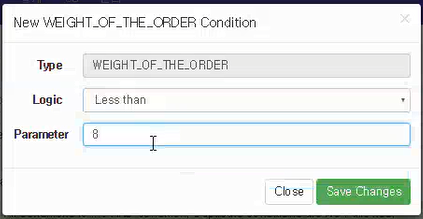 New WEIGHT_OF_THE_ORDER Condition
×
Type
WEIGHT_OF_THE_ORDER
Logic
Less than
Parameter
8
Close
Save Changes